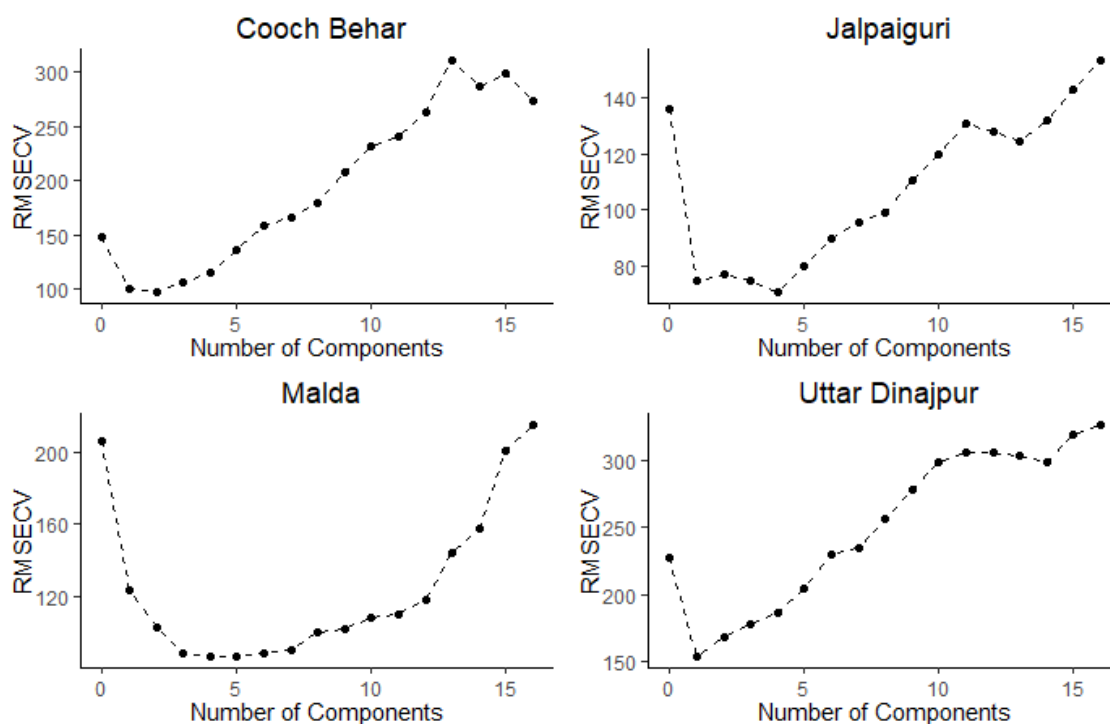 Cooch Behar
RMSECV
300
250
200
150
100
0 5 10 15
Number of Components
Jalpaiguri
RMSECV
140
120
100
80
0 5 10 15
Number of Components
Malda
RMSECV
200
160
120
0 5 10 15
Number of Components
Uttar Dinajpur
RMSECV
300
250
200
150
0 5 10 15
Number of Components